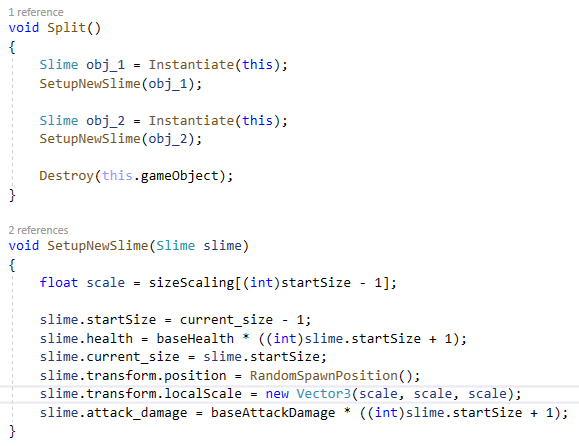 1 reference
void Split()
{
Slime obj_1 = Instantiate(this);
SetupNewSlime(obj_1);
Slime obj_2 = Instantiate(this);
SetupNewSlime(obj_2);
Destroy(this.gameObject);
}
2 references
void SetupNewSlime(Slime slime)
{
float scale = sizeScaling[(int)startSize - 1];
slime.startSize = current_size - 1;
slime.health = baseHealth * ((int)slime.startSize + 1);
slime.current_size = slime.startSize;
slime.transform.position = RandomSpawnPosition();
slime.transform.localScale = new Vector3(scale, scale, scale);
slime.attack_damage = baseAttackDamage * ((int)slime.startSize + 1);
}